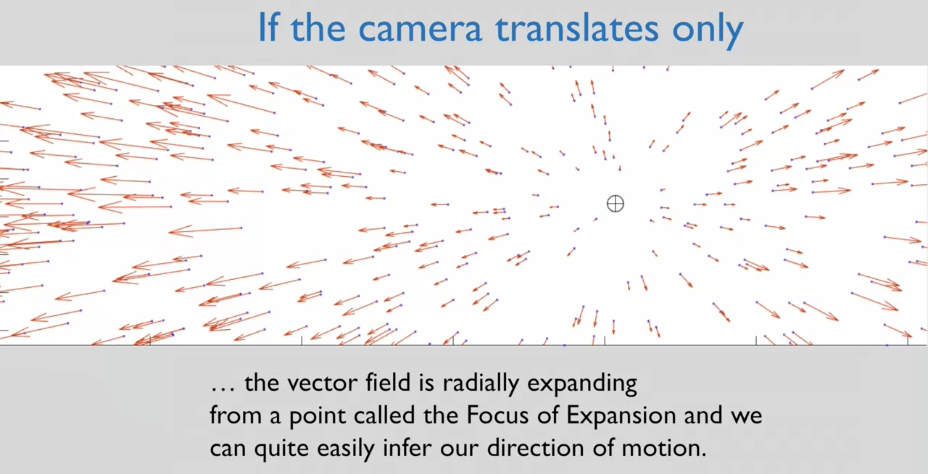 If the camera translates only
… the vector field is radially expanding
from a point called the Focus of Expansion and we
can quite easily infer our direction of motion.